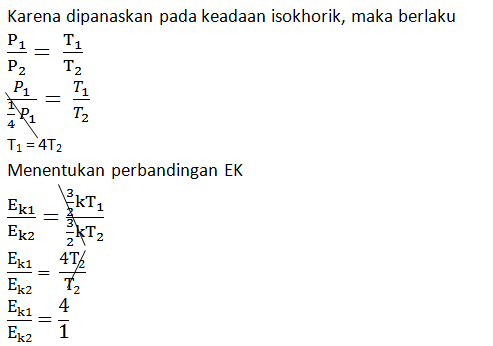 Karena dipanaskan pada keadaan isokhorik, maka berlaku
P₁/P₂ = T₁/T₂
P₁/(1/4 P₁) = T₁/T₂
T₁ = 4T₂
Menentukan perbandingan EK
Eₖ₁/Eₖ₂ = (3/2 kT₁)/(3/2 kT₂)
Eₖ₁/Eₖ₂ = 4T₂/T₂
Eₖ₁/Eₖ₂ = 4/1